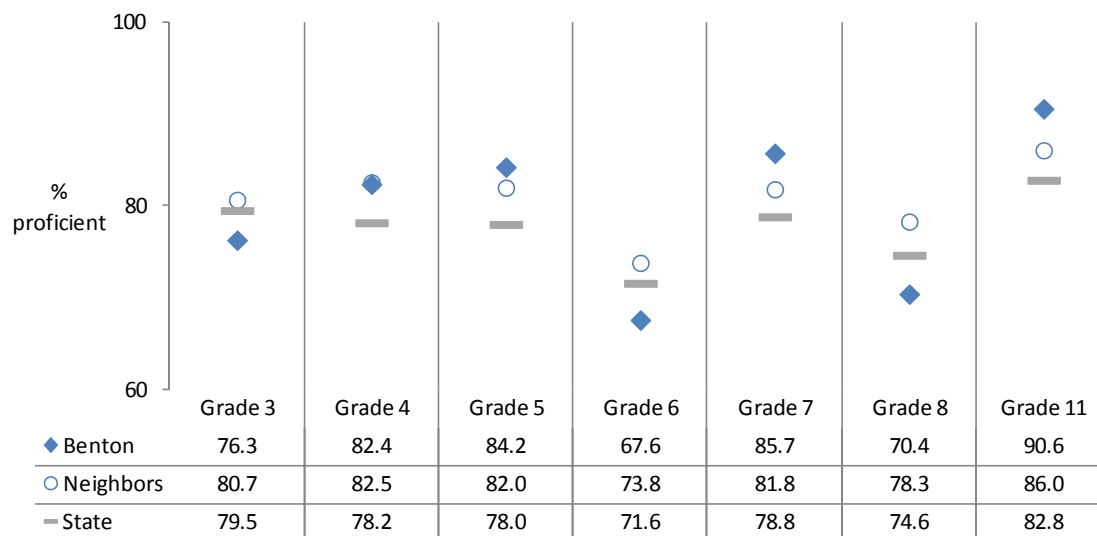 100
80
60
%
proficient
Grade 3 Grade 4 Grade 5 Grade 6 Grade 7 Grade 8 Grade 11
Benton 76.3 82.4 84.2 67.6 85.7 70.4 90.6
Neighbors 80.7 82.5 82.0 73.8 81.8 78.3 86.0
State 79.5 78.2 78.0 71.6 78.8 74.6 82.8